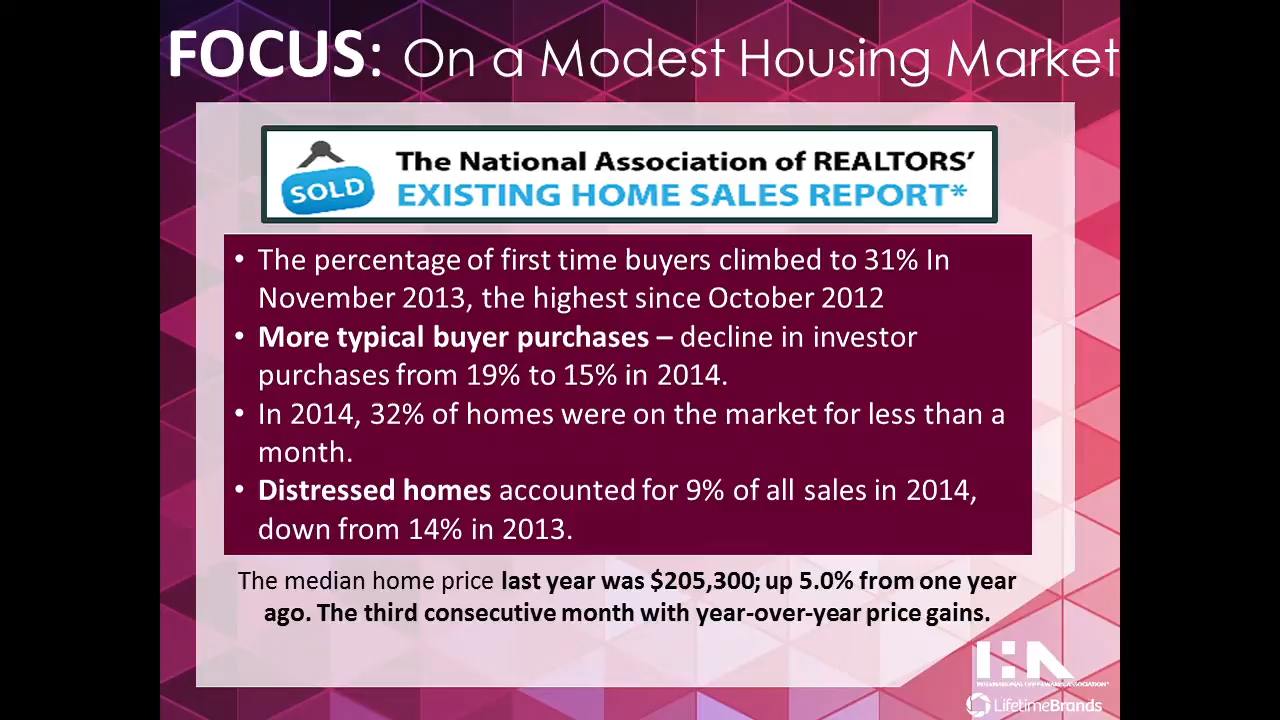 FOCUS: On a Modest Housing Market
SOLD
The National Association of REALTORS’
EXISTING HOME SALES REPORT*
• The percentage of first time buyers climbed to 31% In
November 2013, the highest since October 2012
• More typical buyer purchases – decline in investor
purchases from 19% to 15% in 2014.
• In 2014, 32% of homes were on the market for less than a
month.
• Distressed homes accounted for 9% of all sales in 2014,
down from 14% in 2013.
The median home price last year was $205,300; up 5.0% from one year
ago. The third consecutive month with year-over-year price gains.
INTERNATIONAL HOUSEWARES ASSOCIATION
LifetimeBrands